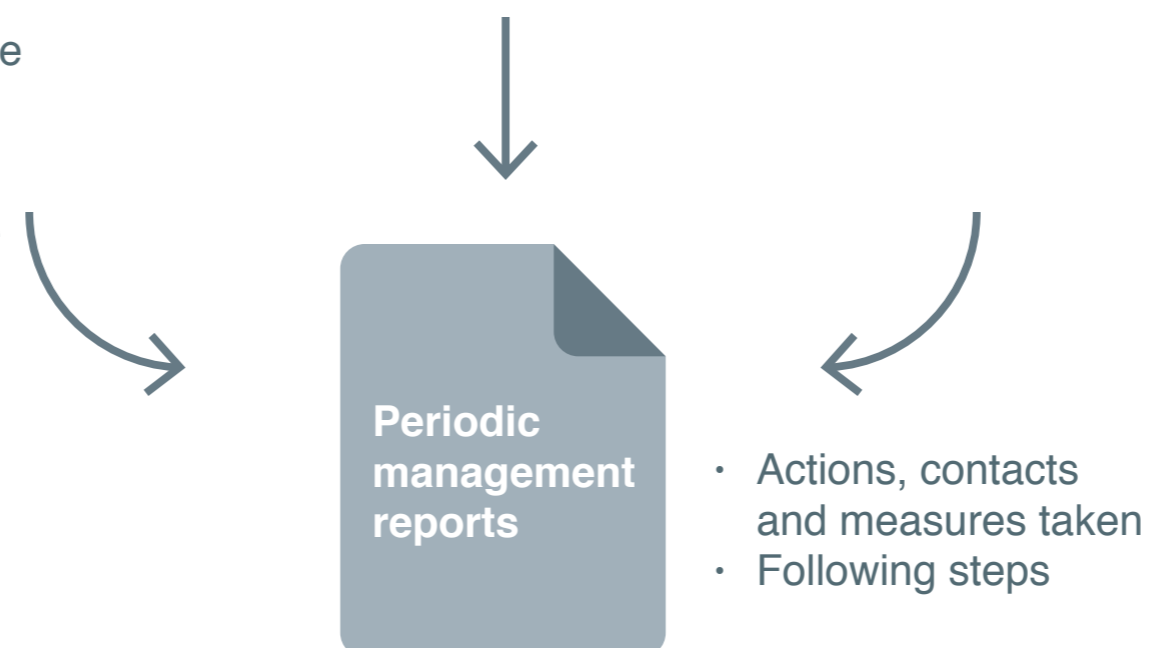 e
Periodic
management
reports
· Actions, contacts
and measures taken
· Following steps